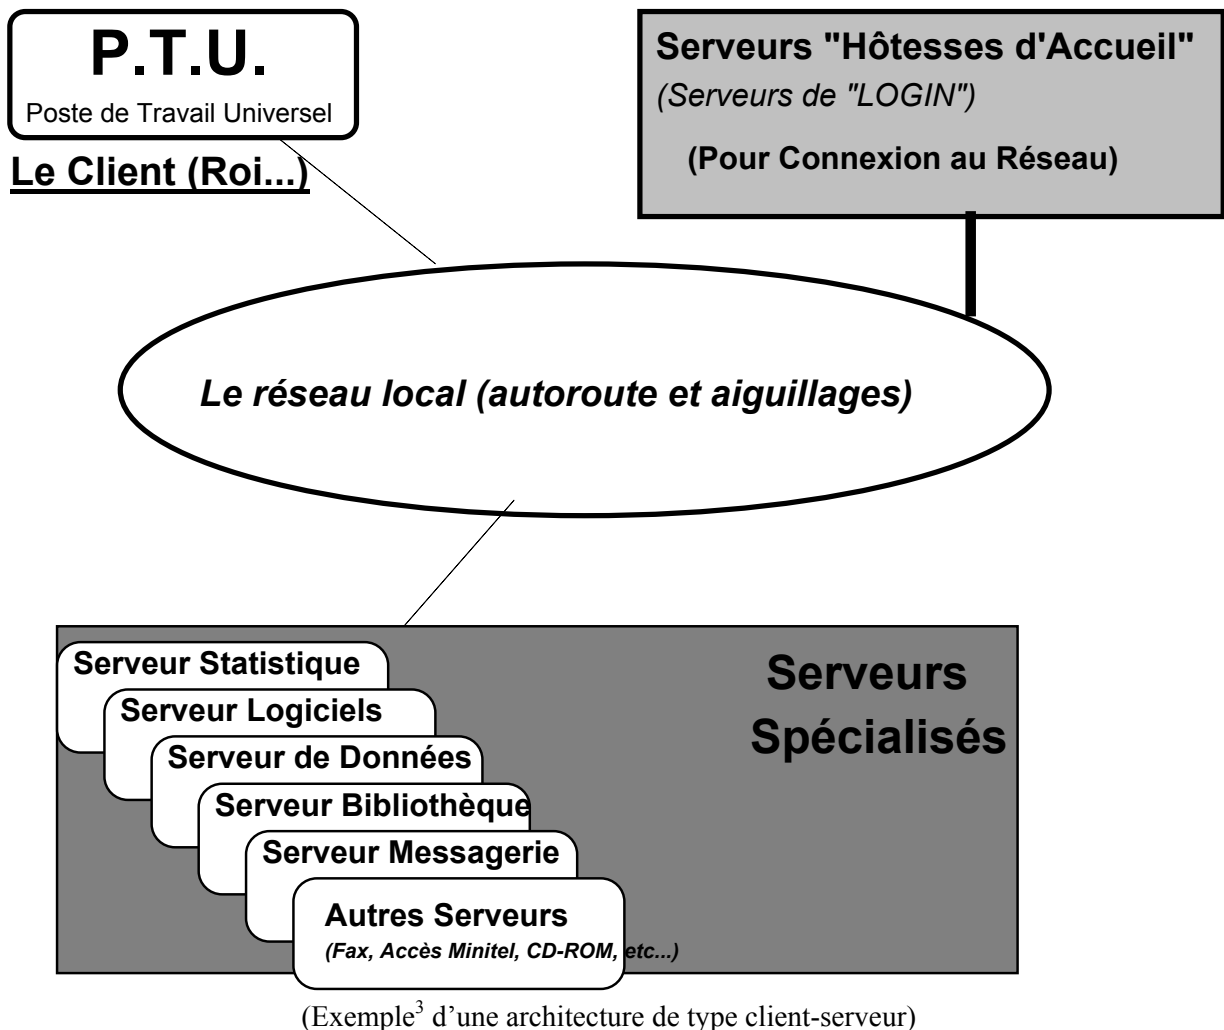 P.T.U.
Poste de Travail Universel
Le Client (Roi...)
Serveurs "Hôtesses d'Accueil"
(Serveurs de "LOGIN")
(Pour Connexion au Réseau)
Le réseau local (autoroute et aiguillages)
Serveur Statistique
Serveur Logiciels
Serveur de Données
Serveur Bibliothèque
Serveur Messagerie
Autres Serveurs
(Fax, Accès Minitel, CD-ROM, etc...)
Serveurs
Spécialisés
(Exemple³ d'une architecture de type client-serveur)